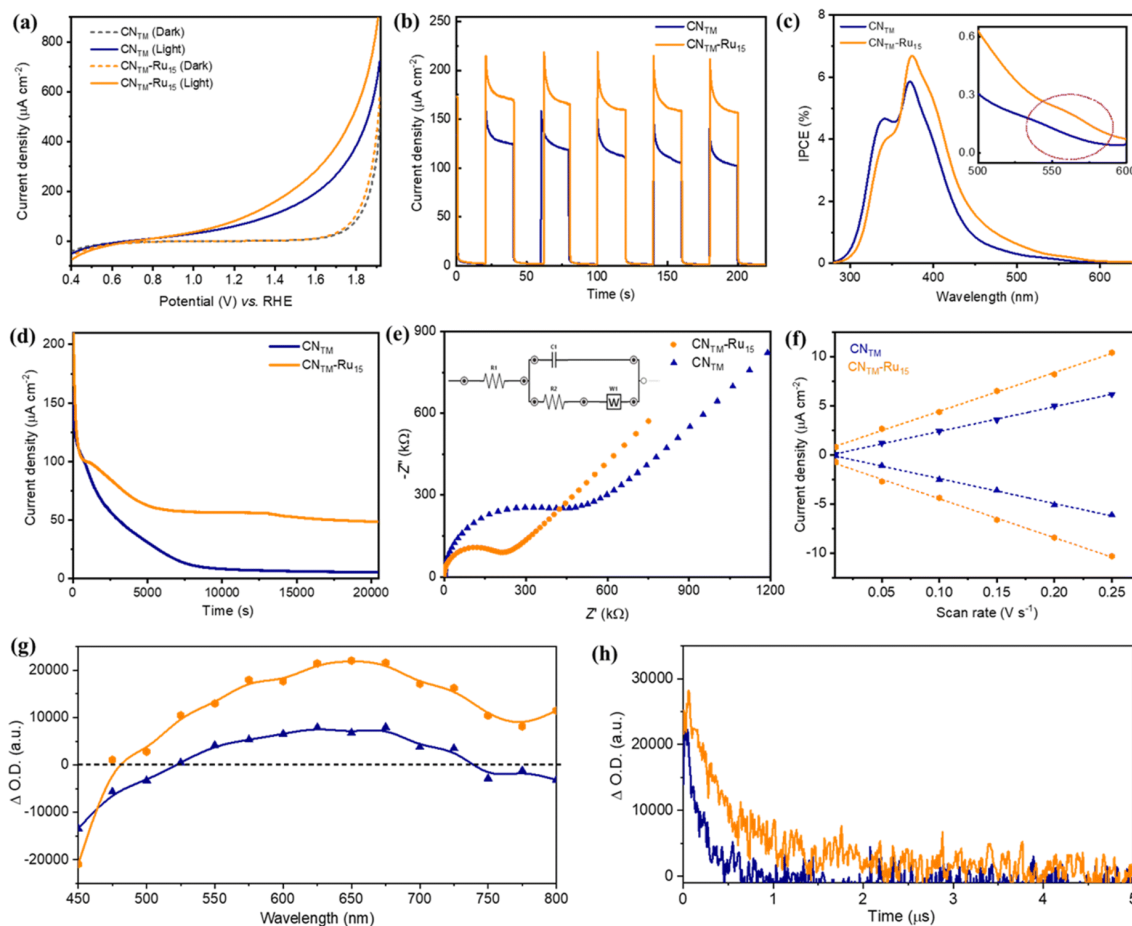 (a)
CN_TM (Dark)
CN_TM (Light)
CN_TM-Ru_15 (Dark)
CN_TM-Ru_15 (Light)
Current density (µA cm⁻²)
800
600
400
200
0
0.4 0.6 0.8 1.0 1.2 1.4 1.6 1.8
Potential (V) vs. RHE
(b)
CN_TM
CN_TM-Ru_15
Current density (µA cm⁻²)
250
200
150
100
50
0
0 50 100 150 200
Time (s)
(c)
CN_TM
CN_TM-Ru_15
IPCE (%)
8
6
4
2
0
300 400 500 600
Wavelength (nm)
0.6
0.3
0.0
500 550 600
(d)
CN_TM
CN_TM-Ru_15
Current density (µA cm⁻²)
200
150
100
50
0
0 5000 10000 15000 20000
Time (s)
(e)
CN_TM-Ru_15
CN_TM
C1
R1
R2
W1
W
-Z'' (kΩ)
900
600
300
0
0 300 600 900 1200
Z' (kΩ)
(f)
CN_TM
CN_TM-Ru_15
Current density (µA cm⁻²)
10
5
0
-5
-10
0.05 0.10 0.15 0.20 0.25
Scan rate (V s⁻¹)
(g)
Δ O.D. (a.u.)
20000
10000
0
-10000
-20000
450 500 550 600 650 700 750 800
Wavelength (nm)
(h)
Δ O.D. (a.u.)
30000
20000
10000
0
0 1 2 3 4 5
Time (µs)